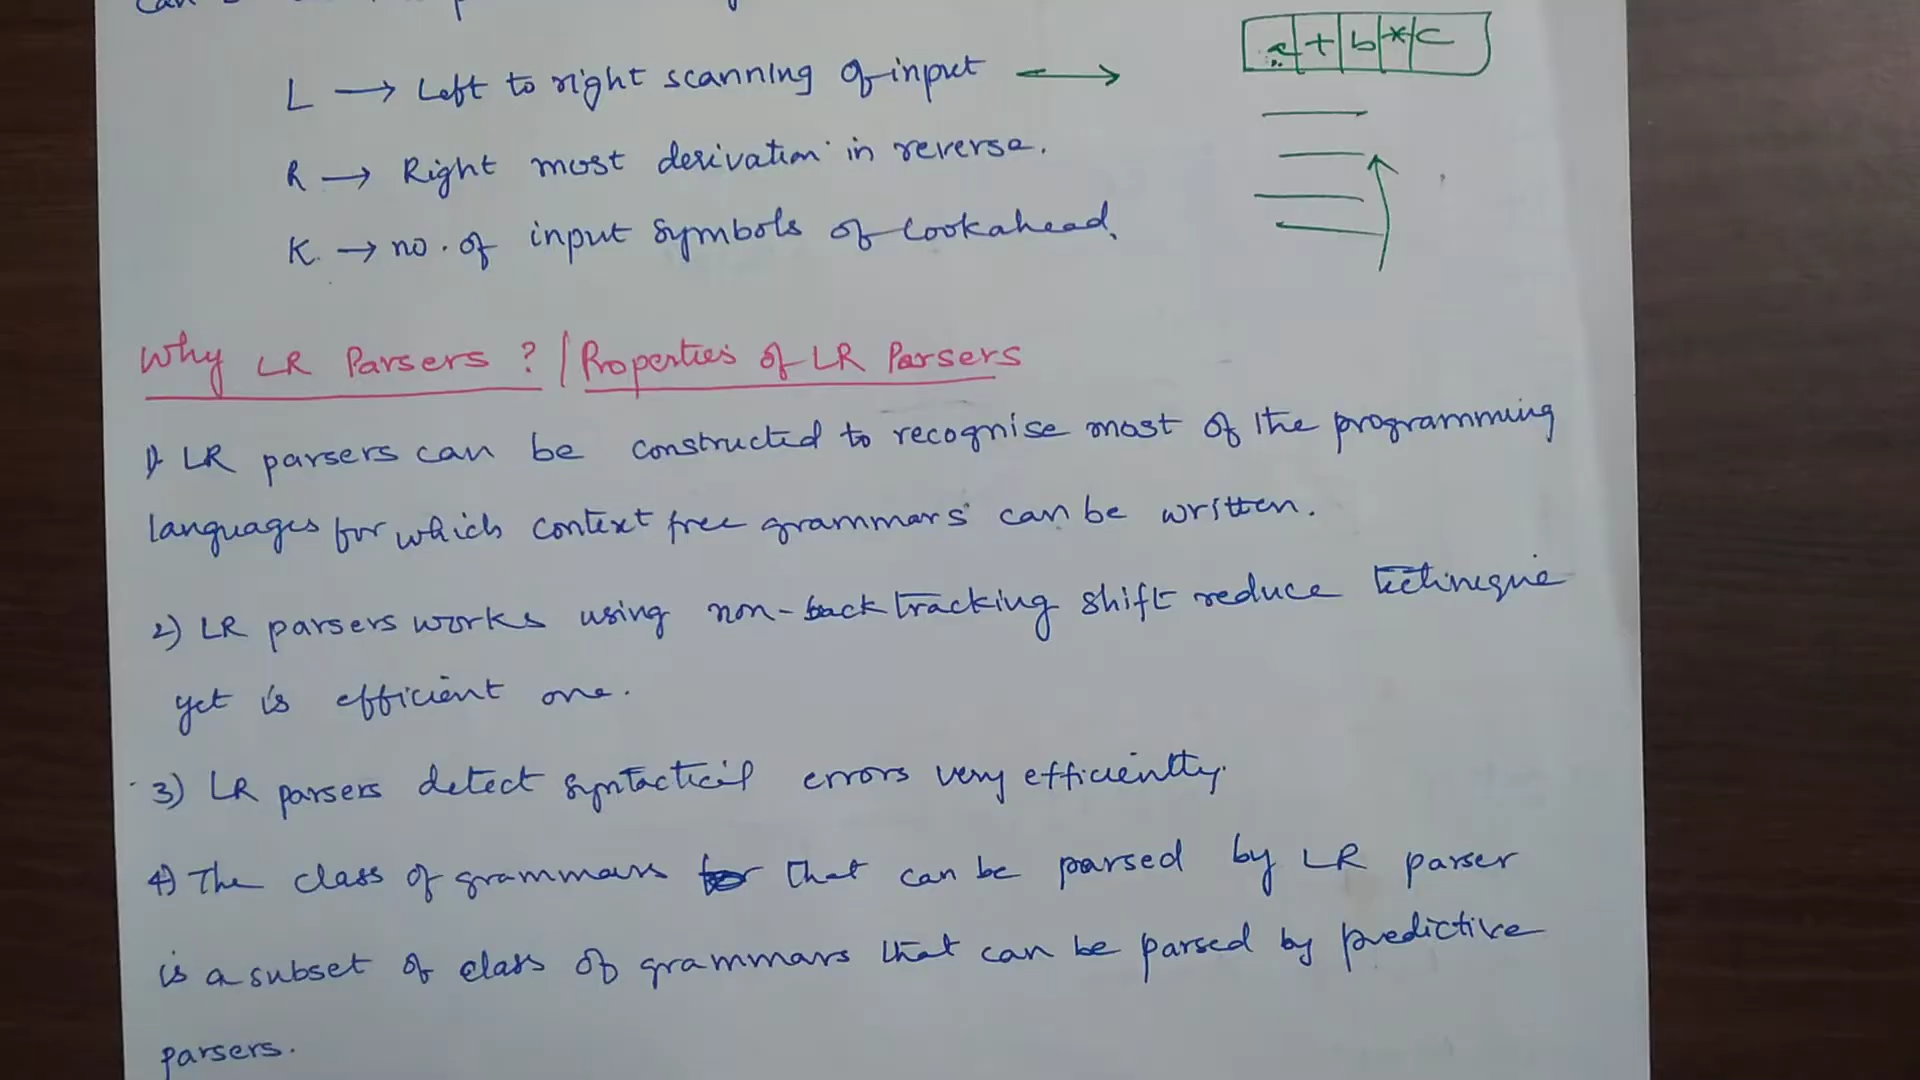 can
a + b * c
L → Left to right scanning of input →
R → Right most derivation in reverse.
K → no. of input symbols of lookahead.
Why LR Parsers ? / Properties of LR Parsers
1) LR parsers can be constructed to recognise most of the programming
languages for which context free grammars can be written.
2) LR parsers works using non-backtracking shift reduce technique
yet is efficient one.
3) LR parsers detect syntactical errors very efficiently.
4) The class of grammars that can be parsed by LR parser
is a subset of class of grammars that can be parsed by predictive
parsers.